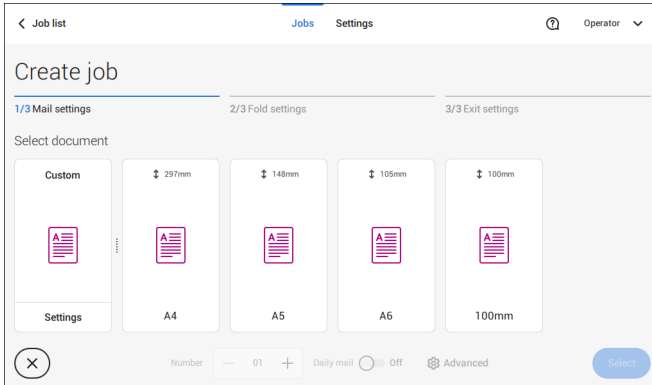 Job list
Jobs
Settings
Operator
Create job
1/3 Mail settings
2/3 Fold settings
3/3 Exit settings
Select document
Custom
297mm
148mm
105mm
100mm
A
A
A
A
A
Settings
A4
A5
A6
100mm
Number
01
Daily mail
Off
Advanced
Select